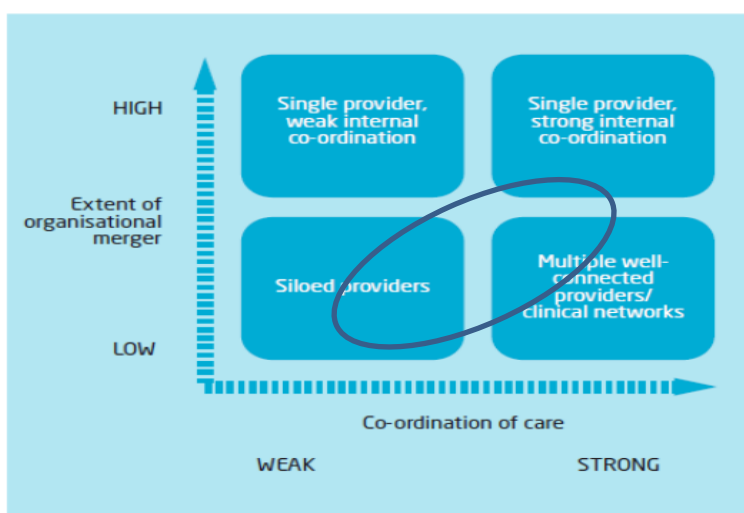 HIGH
Extent of
organisational
merger
LOW
Single provider,
weak internal
co-ordination
Single provider,
strong internal
co-ordination
Siloed providers
Multiple well-
connected
providers/
clinical networks
Co-ordination of care
WEAK
STRONG